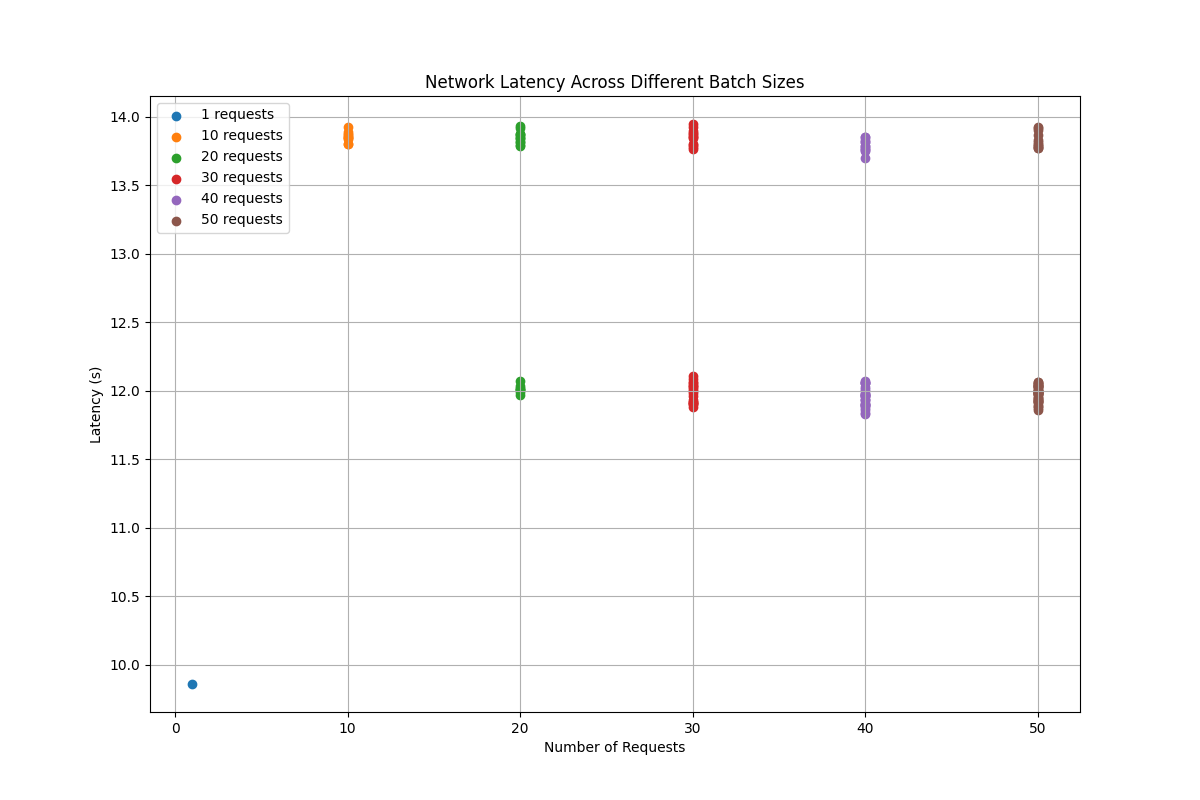 Network Latency Across Different Batch Sizes
1 requests
10 requests
20 requests
30 requests
40 requests
50 requests
14.0
13.5
13.0
12.5
12.0
11.5
11.0
10.5
10.0
Latency (s)
0 10 20 30 40 50
Number of Requests